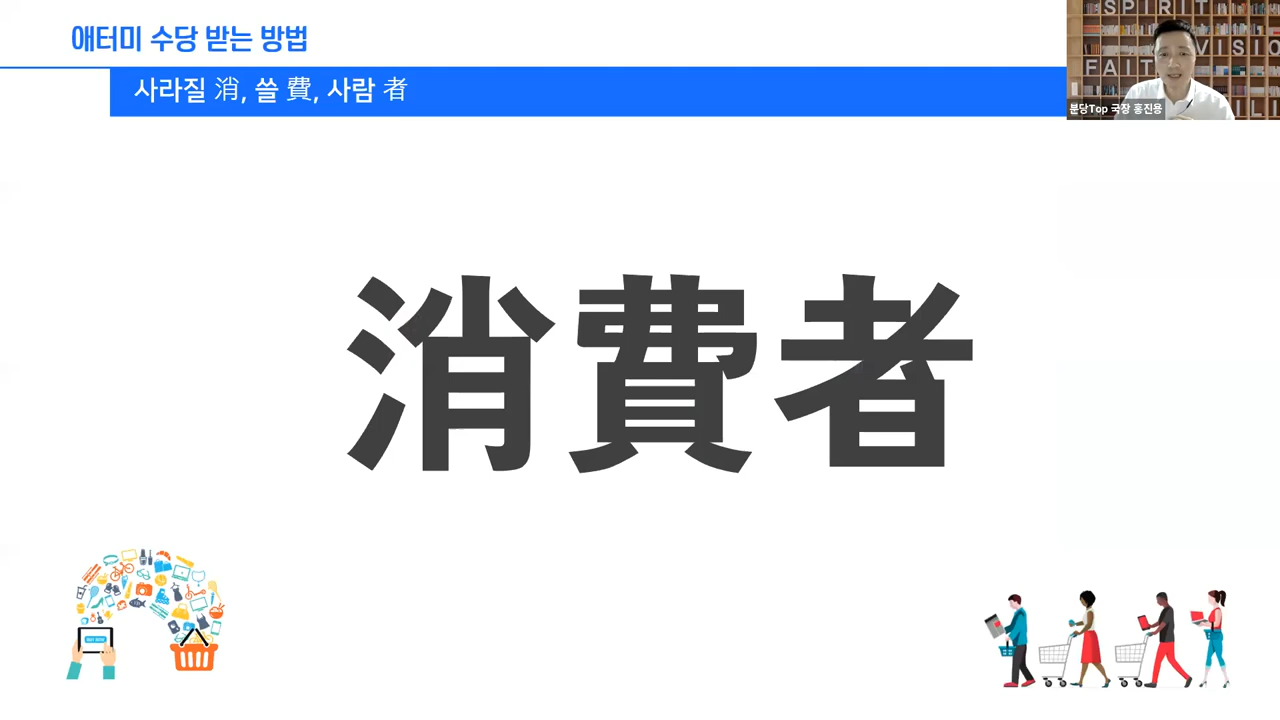 애터미 수당 받는 방법
사라질 消, 쓸 費, 사람 者
SPIRIT
VISIO
FAIT
분당Top 국장 홍진용
消費者